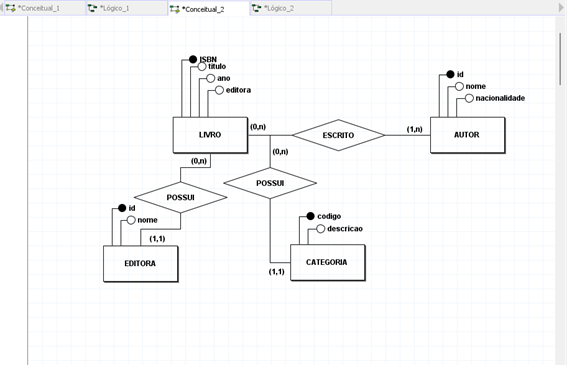 *Conceitual_1
*Lógico_1
*Conceitual_2
*Lógico_2
ISBN
titulo
ano
editora
id
nome
nacionalidade
LIVRO
(0,n)
ESCRITO
(1,n)
AUTOR
(0,n)
(0,n)
POSSUI
POSSUI
id
nome
(1,1)
EDITORA
codigo
descricao
(1,1)
CATEGORIA